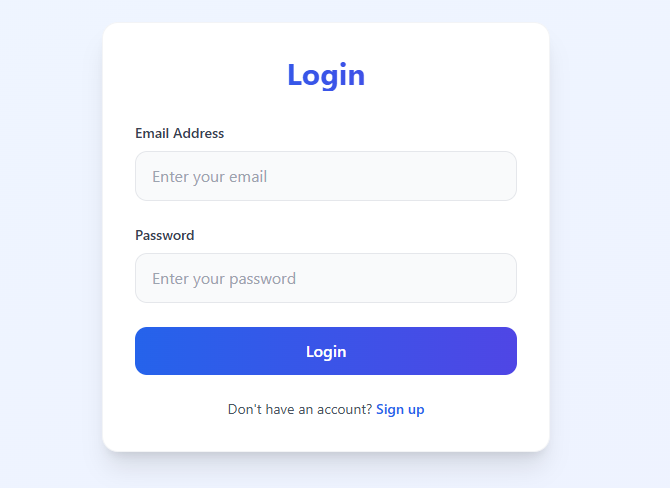 Login
Email Address
Enter your email
Password
Enter your password
Login
Don't have an account? Sign up